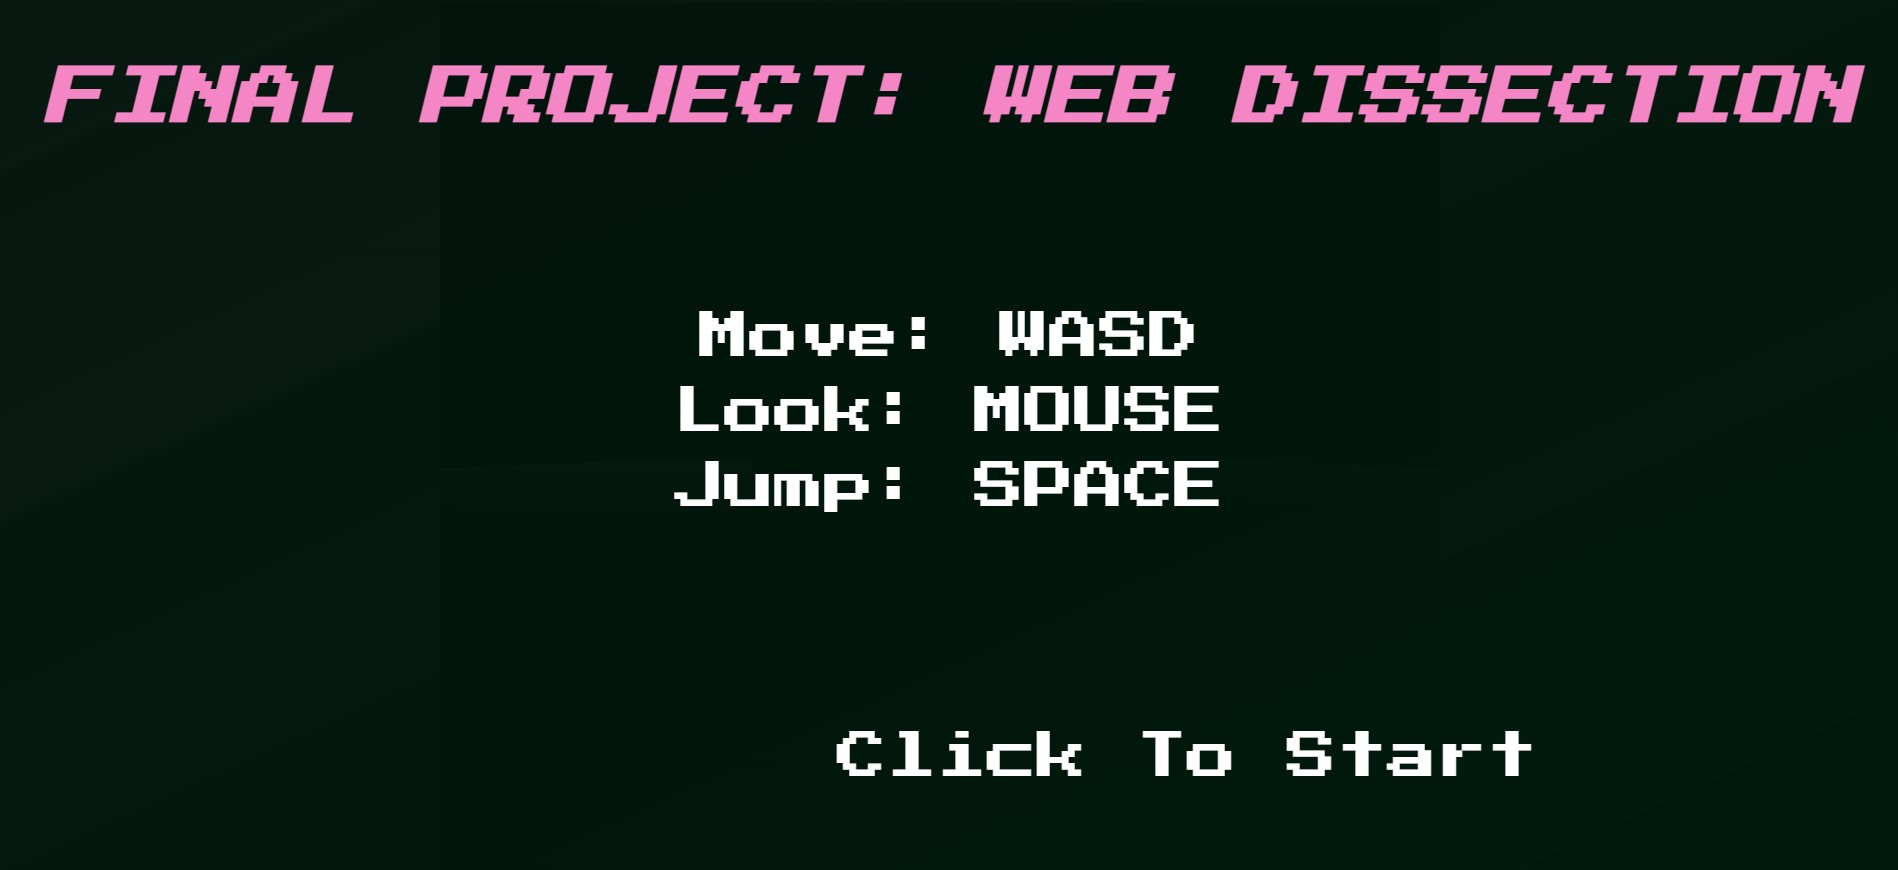 FINAL PROJECT: WEB DISSECTION
Move: WASD
Look: MOUSE
Jump: SPACE
Click To Start